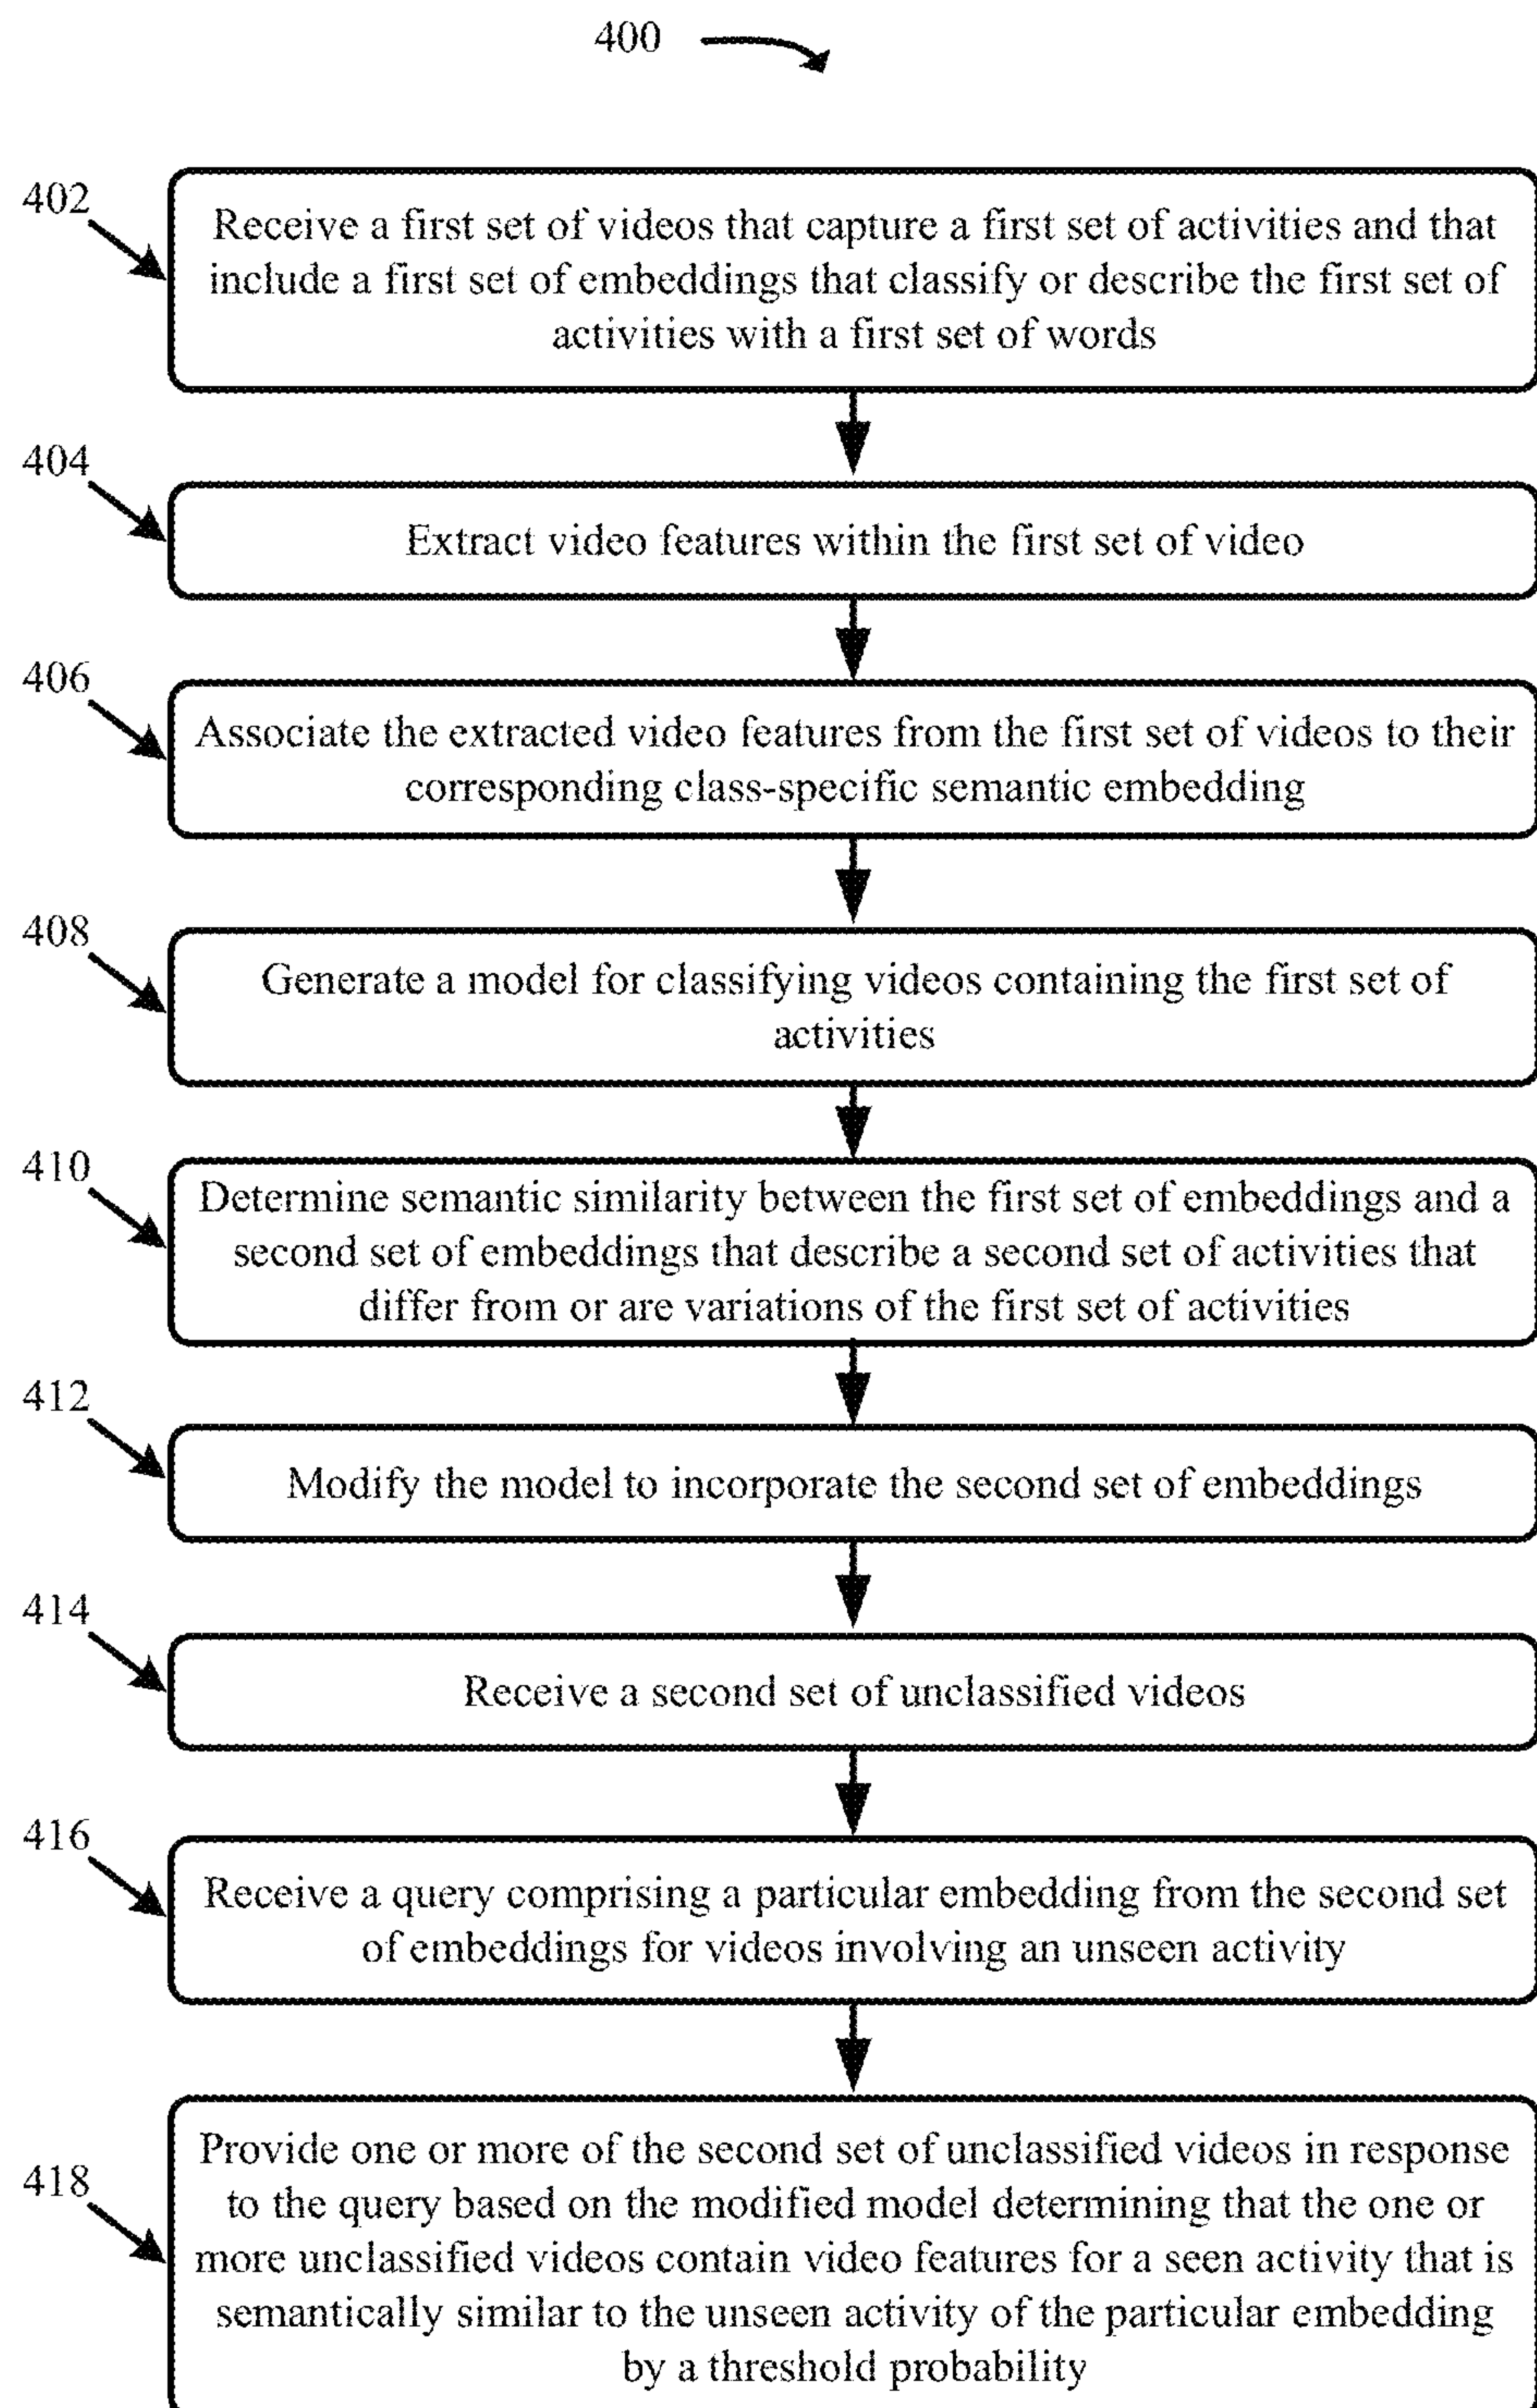 400
402
Receive a first set of videos that capture a first set of activities and that
include a first set of embeddings that classify or describe the first set of
activities with a first set of words
404
Extract video features within the first set of video
406
Associate the extracted video features from the first set of videos to their
corresponding class-specific semantic embedding
408
Generate a model for classifying videos containing the first set of
activities
410
Determine semantic similarity between the first set of embeddings and a
second set of embeddings that describe a second set of activities that
differ from or are variations of the first set of activities
412
Modify the model to incorporate the second set of embeddings
414
Receive a second set of unclassified videos
416
Receive a query comprising a particular embedding from the second set
of embeddings for videos involving an unseen activity
418
Provide one or more of the second set of unclassified videos in response
to the query based on the modified model determining that the one or
more unclassified videos contain video features for a seen activity that is
semantically similar to the unseen activity of the particular embedding
by a threshold probability